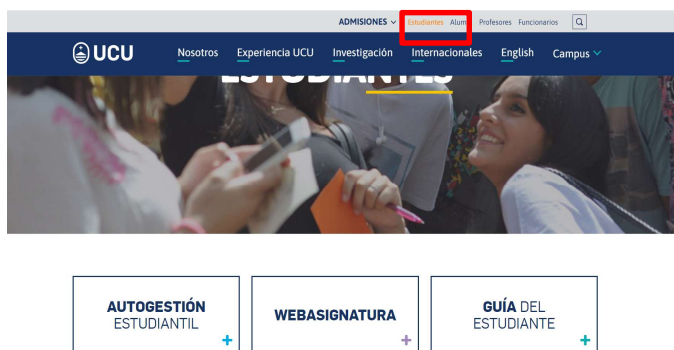 ADMISIONES Estudiantes Alum Profesores Funcionarios
UCU Nosotros Experiencia UCU Investigación Internacionales English Campus
ESTUDIANTES
AUTOGESTIÓN
ESTUDIANTIL
+
WEBASIGNATURA
+
GUÍA DEL
ESTUDIANTE
+